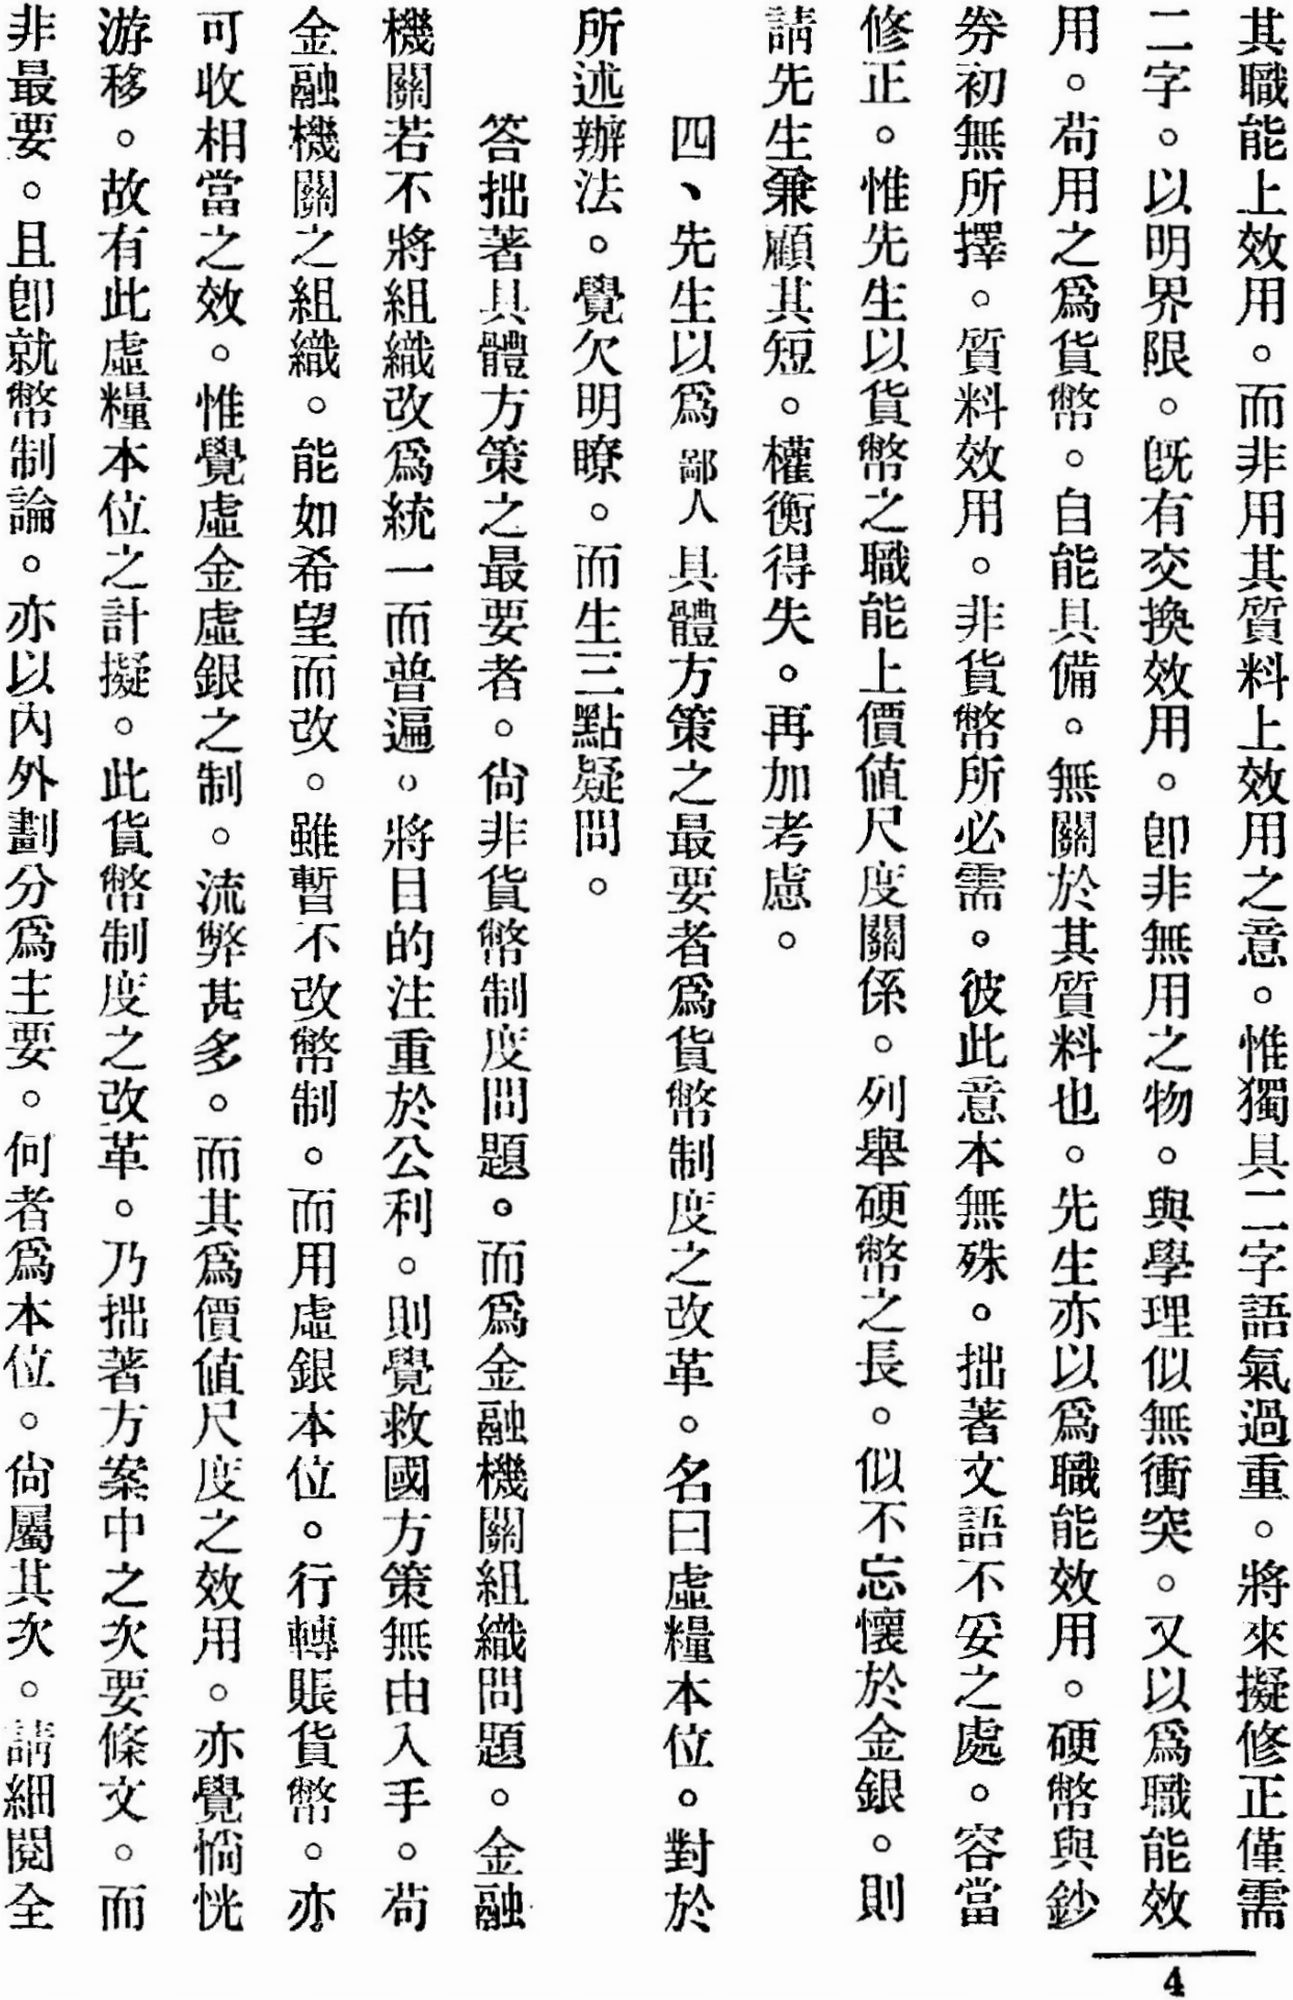 其職能上效用。而非用其質料上效用之意。惟獨具二字語氣過重。將來擬修正僅需
二字。以明界限。既有交換效用。卽非無用之物。與學理似無衝突。又以爲職能效
用。苟用之爲貨幣。自能具備。無關於其質料也。先生亦以爲職能效用。硬幣與鈔
券初無所擇。質料效用。非貨幣所必需。彼此意本無殊。拙著文語不妥之處。容當
修正。惟先生以貨幣之職能上價値尺度關係。列舉硬幣之長。似不忘懷於金銀。則
請先生兼顧其短。權衡得失。再加考慮。
四、先生以爲鄙人具體方策之最要者爲貨幣制度之改革。名曰虛糧本位。對於
所述辦法。覺欠明瞭。而生三點疑問。
答拙著具體方策之最要者。尙非貨幣制度問題。而爲金融機關組織問題。金融
機關若不將組織改爲統一而普遍。將目的注重於公利。則覺救國方策無由入手。苟
金融機關之組織。能如希望而改。雖暫不改幣制。而用虛銀本位。行轉賬貨幣。亦
可收相當之效。惟覺虛金虛銀之制。流弊甚多。而其爲價値尺度之效用。亦覺惝恍
游移。故有此虛糧本位之計擬。此貨幣制度之改革。乃拙著方案中之次要條文。而
非最要。且卽就幣制論。亦以內外劃分爲主要。何者爲本位。尙屬其次。請細閱全
4